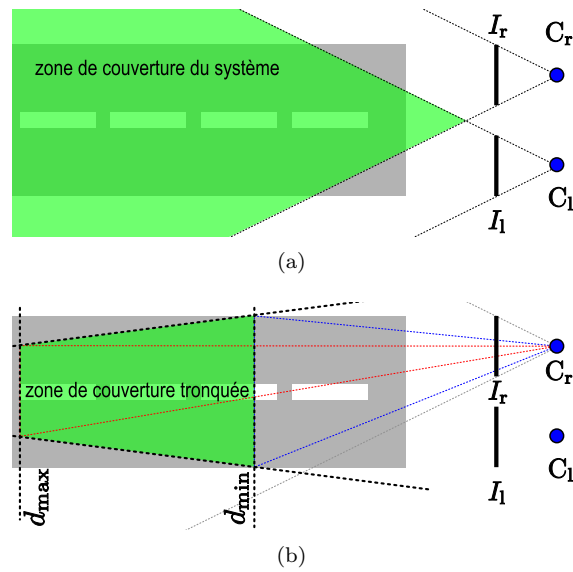 zone de couverture du système
I_r
C_r
I_l
C_l
(a)
zone de couverture tronquée
I_r
C_r
I_l
C_l
d_max
d_min
(b)